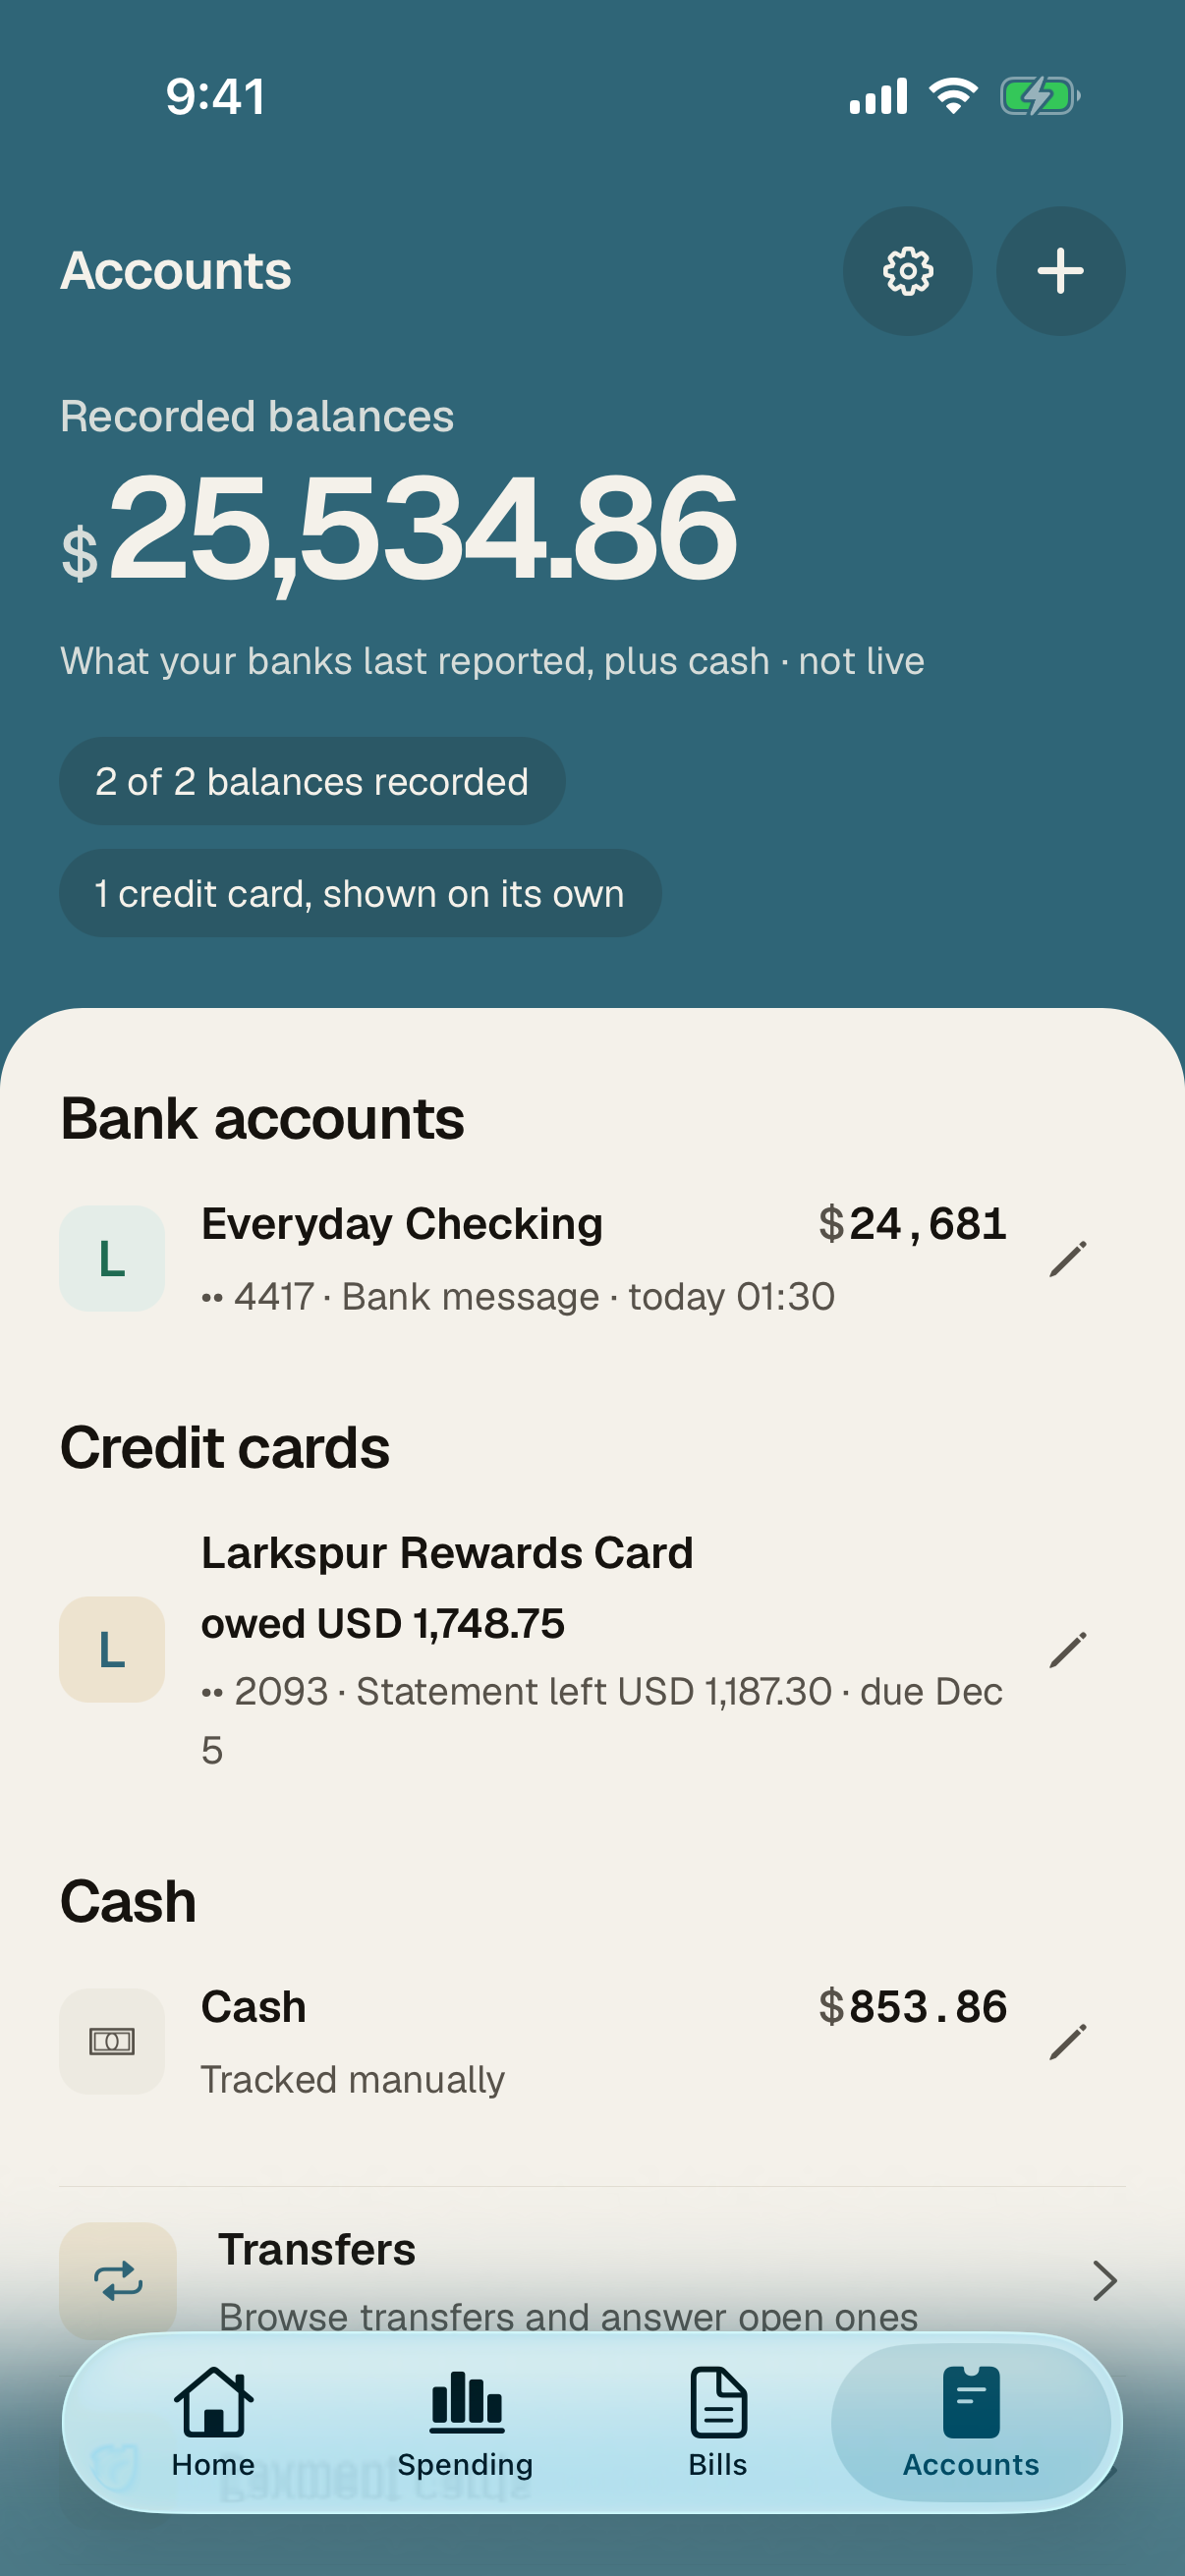 9:41
Accounts
Recorded balances
$25,534.86
What your banks last reported, plus cash · not live
2 of 2 balances recorded
1 credit card, shown on its own
Bank accounts
L
Everyday Checking $24,681
•• 4417 · Bank message · today 01:30
Credit cards
Larkspur Rewards Card
L
owed USD 1,748.75
•• 2093 · Statement left USD 1,187.30 · due Dec
5
Cash
Cash $853.86
Tracked manually
Transfers
Browse transfers and answer open ones
Home Spending Bills Accounts